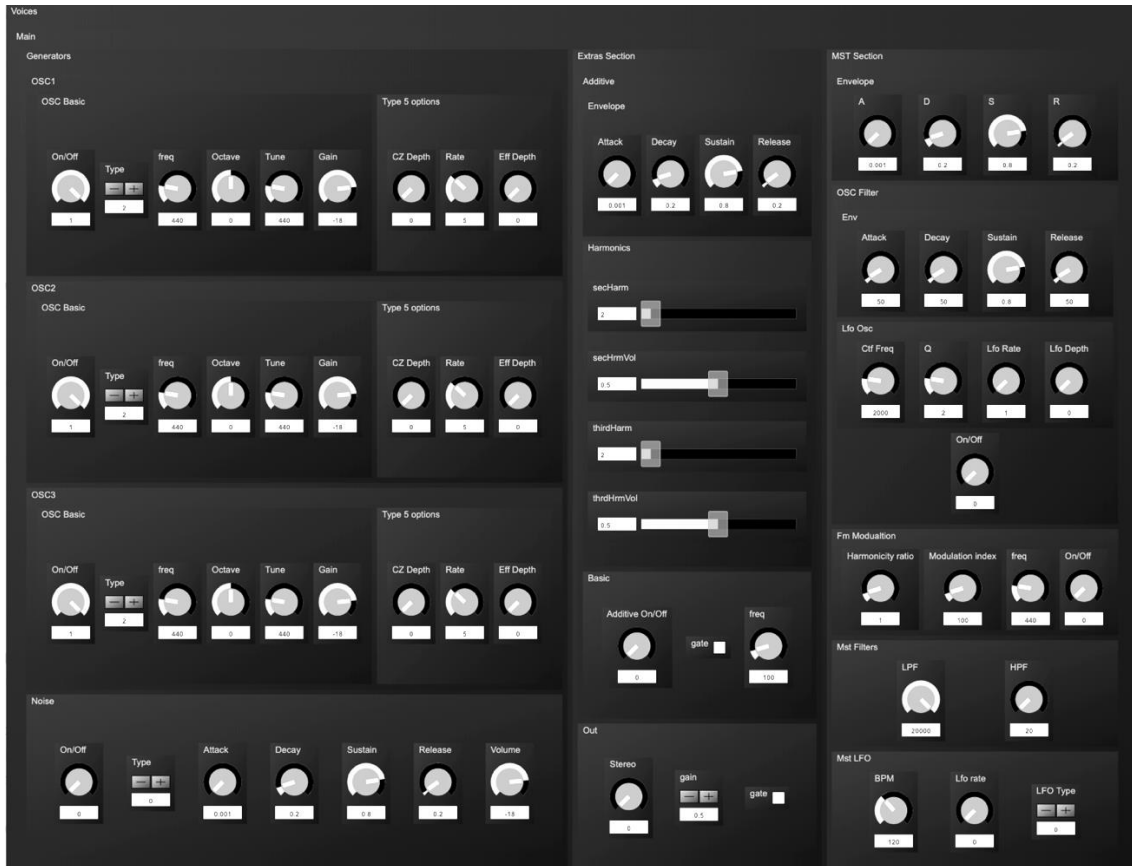 Voices
Main
Generators
OSC1
OSC Basic
Type 5 options
On/Off Type freq Octave Tune Gain CZ Depth Rate Eff Depth
1 2 440 0 440 -18 0 5 0
OSC2
OSC Basic
Type 5 options
On/Off Type freq Octave Tune Gain CZ Depth Rate Eff Depth
1 2 440 0 440 -18 0 5 0
OSC3
OSC Basic
Type 5 options
On/Off Type freq Octave Tune Gain CZ Depth Rate Eff Depth
1 2 440 0 440 -18 0 5 0
Noise
On/Off Type Attack Decay Sustain Release Volume
0 0 0.001 0.2 0.8 0.2 -18
Extras Section
Additive
Envelope
Attack Decay Sustain Release
0.001 0.2 0.8 0.2
Harmonics
secHarm
2
secHrmVol
0.5
thirdHarm
2
thrdHrmVol
0.5
Basic
Additive On/Off gate freq
0 100
Out
Stereo gain gate
0 0.5
MST Section
Envelope
A D S R
0.001 0.2 0.8 0.2
OSC Filter
Env
Attack Decay Sustain Release
50 50 0.8 50
Lfo Osc
Ctf Freq Q Lfo Rate Lfo Depth
2000 2 1 0
On/Off
0
Fm Modualtion
Harmonicity ratio Modulation index freq On/Off
1 100 440 0
Mst Filters
LPF HPF
20000 20
Mst LFO
BPM Lfo rate LFO Type
120 0 0